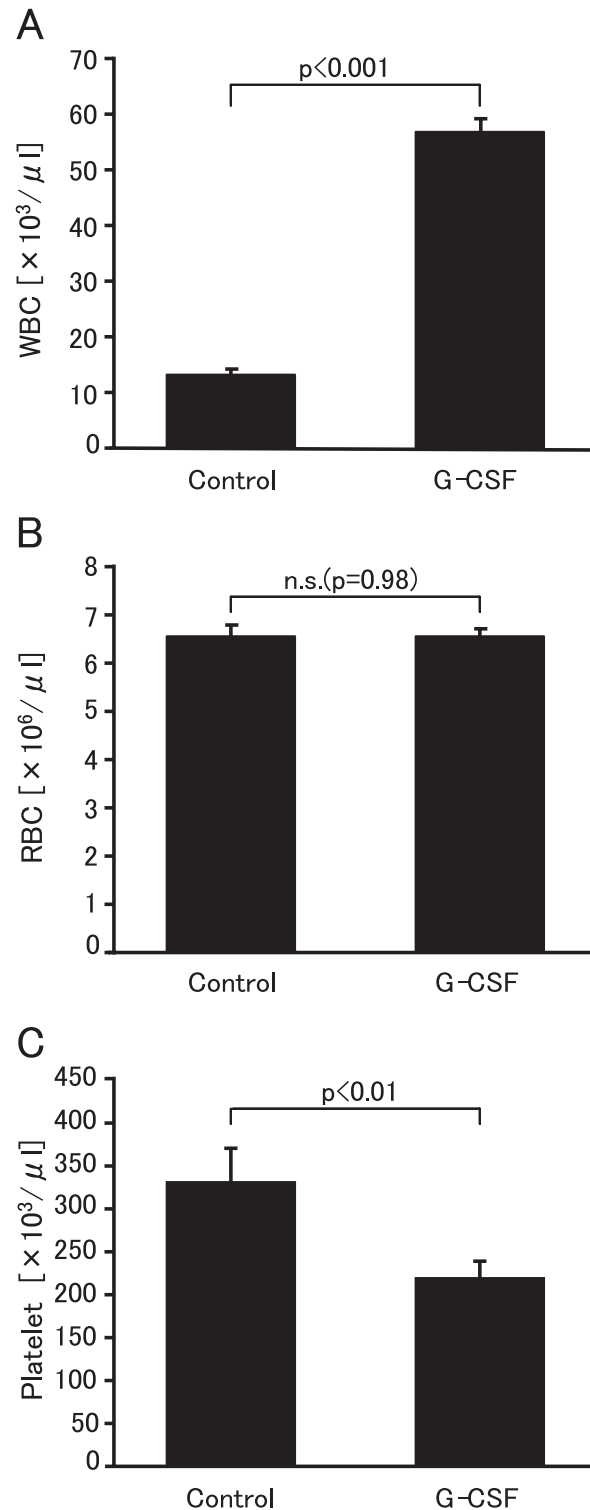 A
p<0.001
WBC [×10³/μl]
70
60
50
40
30
20
10
0
Control G-CSF
B
n.s.(p=0.98)
RBC [×10⁶/μl]
8
7
6
5
4
3
2
1
0
Control G-CSF
C
p<0.01
Platelet [×10³/μl]
450
400
350
300
250
200
150
100
50
0
Control G-CSF